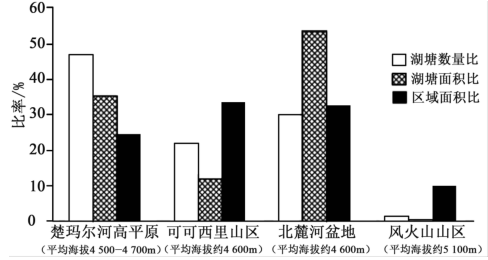 60
50
40
30
20
10
0
比率/%
湖塘数量比
湖塘面积比
区域面积比
楚玛尔河高平原 可可西里山区 北麓河盆地 风火山山区
(平均海拔4 500-4 700m) (平均海拔约4 600m) (平均海拔约4 600m) (平均海拔约5 100m)